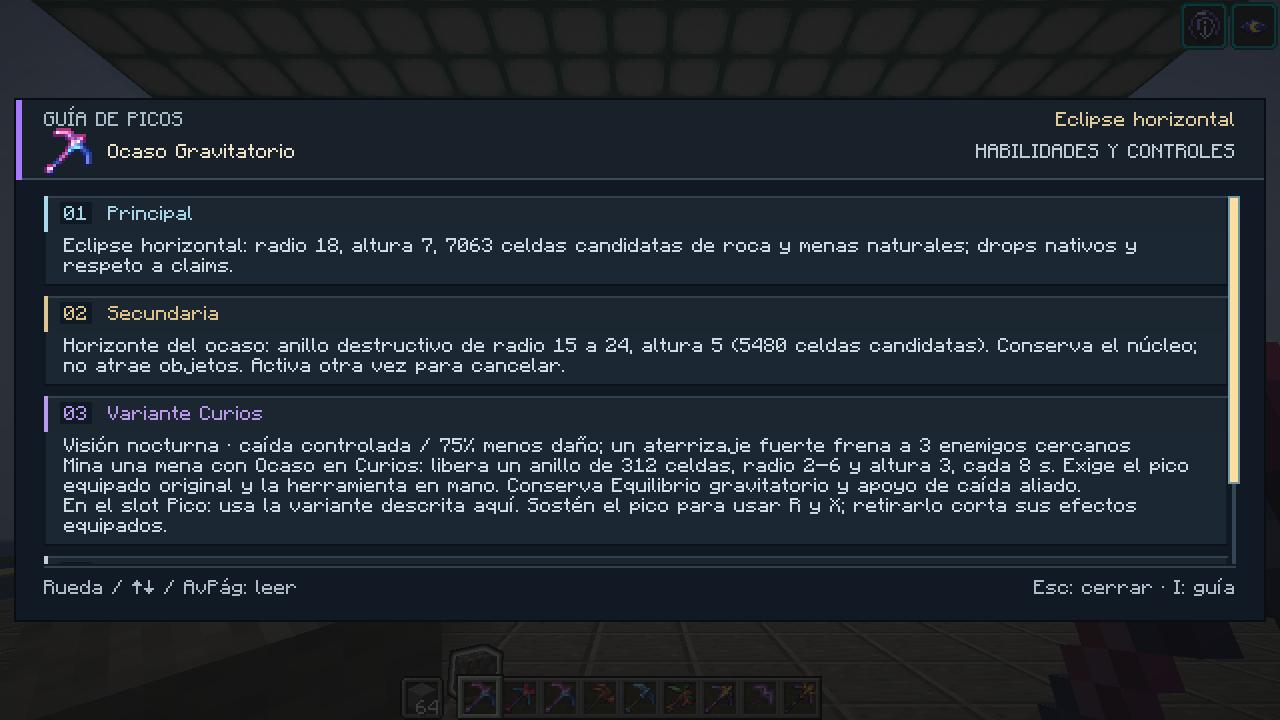 GUÍA DE PICOS
Eclipse horizontal
Ocaso Gravitatorio
HABILIDADES Y CONTROLES
01 Principal
Eclipse horizontal: radio 18, altura 7, 7063 celdas candidatas de roca y menas naturales; drops nativos y
respeto a claims.
02 Secundaria
Horizonte del ocaso: anillo destructivo de radio 15 a 24, altura 5 (5480 celdas candidatas). Conserva el núcleo;
no atrae objetos. Activa otra vez para cancelar.
03 Variante Curios
Visión nocturna · caída controlada / 75% menos daño; un aterrizaje fuerte frena a 3 enemigos cercanos
Mina una mena con Ocaso en Curios: libera un anillo de 312 celdas, radio 2–6 y altura 3, cada 8 s. Exige el pico
equipado original y la herramienta en mano. Conserva Equilibrio gravitatorio y apoyo de caída aliado.
En el slot Pico: usa la variante descrita aquí. Sostén el pico para usar R y X; retirarlo corta sus efectos
equipados.
Rueda / ↑↓ / AvPág: leer
Esc: cerrar · I: guía
64